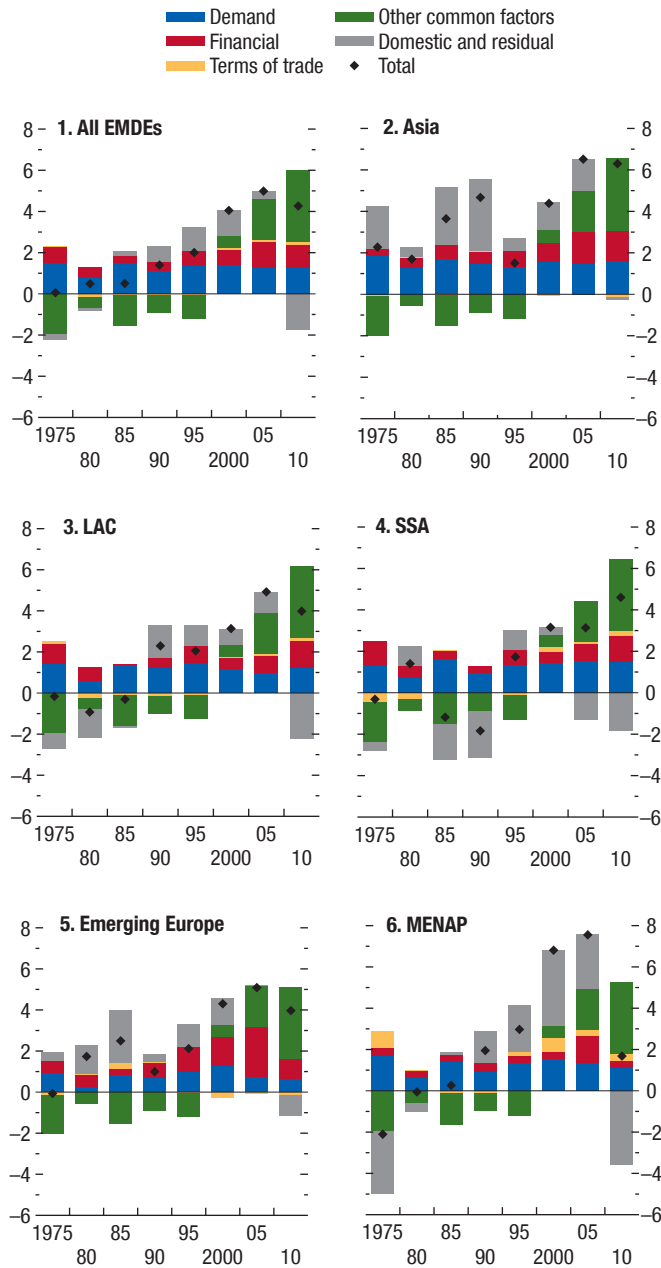 Demand
Other common factors
Financial
Domestic and residual
Terms of trade
Total
1. All EMDEs
8
6
4
2
0
−2
−4
−6
1975 85 95 05
80 90 2000 10
2. Asia
8
6
4
2
0
−2
−4
−6
1975 85 95 05
80 90 2000 10
3. LAC
8
6
4
2
0
−2
−4
−6
1975 85 95 05
80 90 2000 10
4. SSA
8
6
4
2
0
−2
−4
−6
1975 85 95 05
80 90 2000 10
5. Emerging Europe
8
6
4
2
0
−2
−4
−6
1975 85 95 05
80 90 2000 10
6. MENAP
8
6
4
2
0
−2
−4
−6
1975 85 95 05
80 90 2000 10